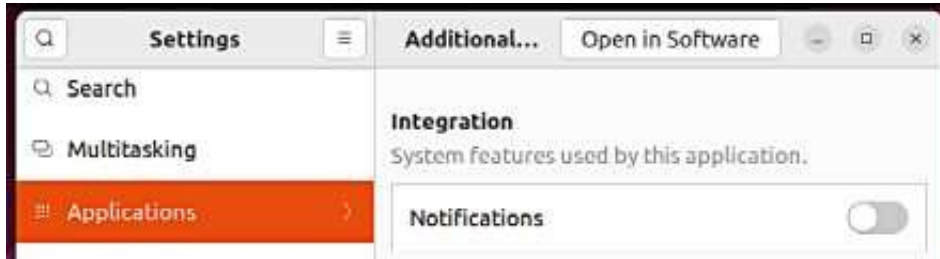 Settings
Additional...
Open in Software
Search
Multitasking
Applications
Integration
System features used by this application.
Notifications